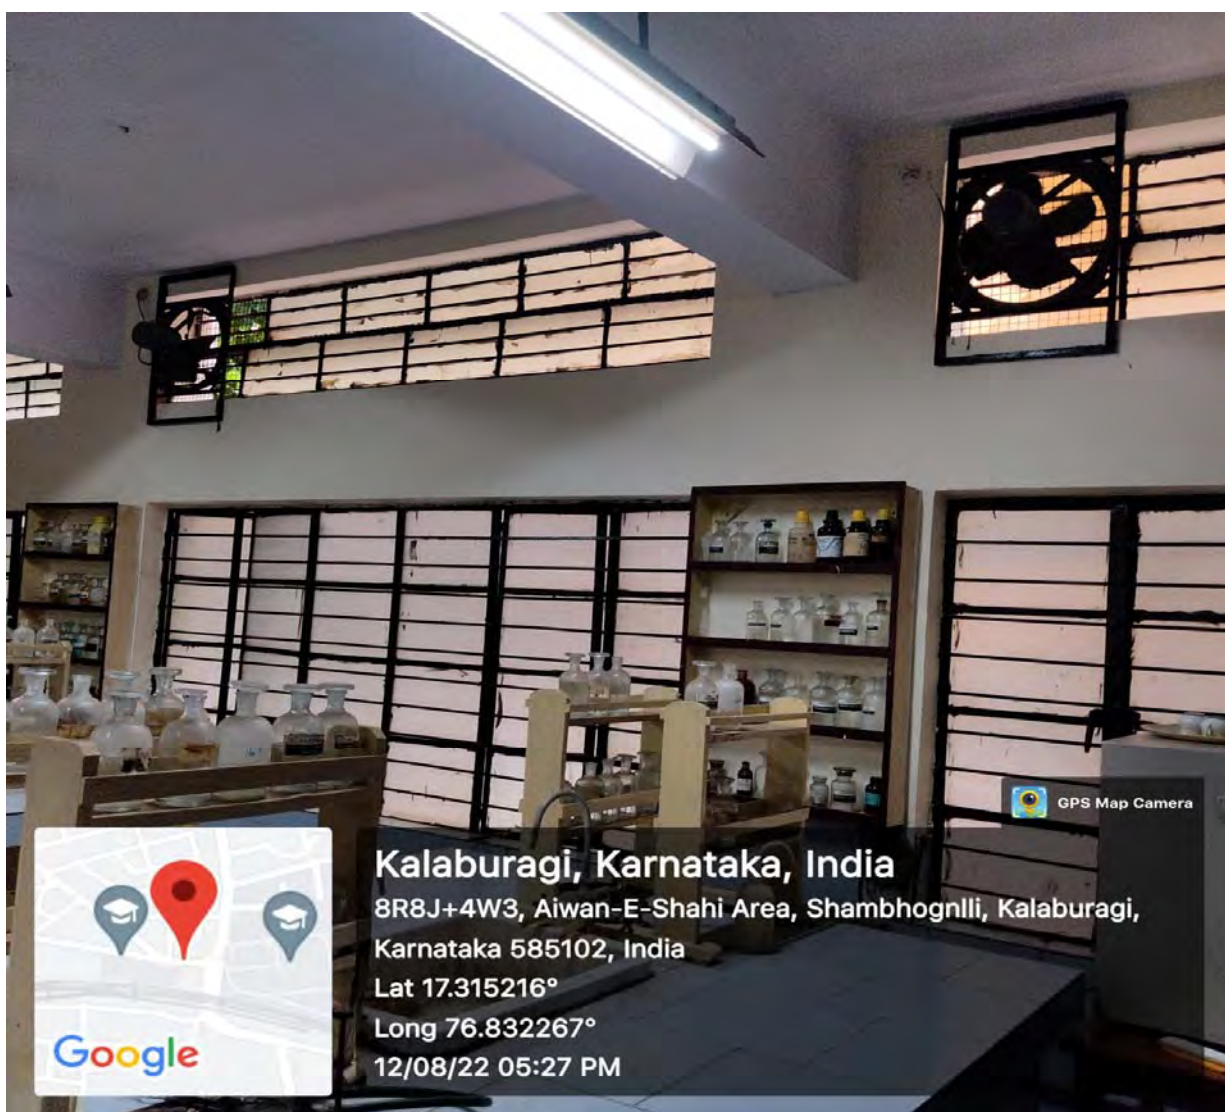 GPS Map Camera
Kalaburagi, Karnataka, India
8R8J+4W3, Aiwan-E-Shahi Area, Shambhognlli, Kalaburagi,
Karnataka 585102, India
Lat 17.315216°
Long 76.832267°
12/08/22 05:27 PM
Google